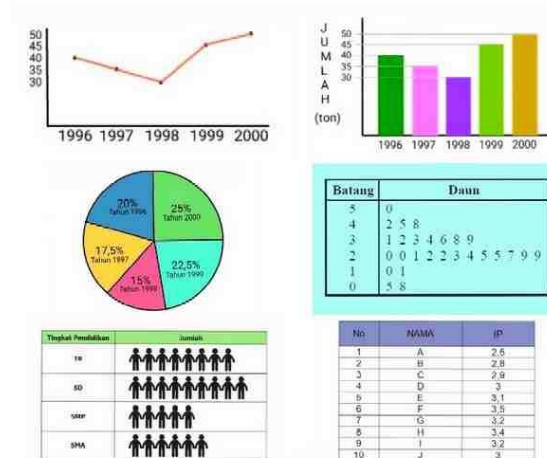 50
45
40
35
30
1996 1997 1998 1999 2000
JUMLAH
(ton)
50
45
40
35
30
1996 1997 1998 1999 2000
20%
Tahun 1996
25%
Tahun 2000
17,5%
Tahun 1997
22,5%
Tahun 1999
15%
Tahun 1998
Batang Daun
5 0
4 2 5 8
3 1 2 3 4 6 8 9
2 0 0 1 2 2 3 4 5 5 7 9 9
1 0 1
0 5 8
Tingkat Pendidikan Jumlah
TK
SD
SMP
SMA
No NAMA IP
1 A 2,5
2 B 2,8
3 C 2,9
4 D 3
5 E 3,1
6 F 3,5
7 G 3,2
8 H 3,4
9 I 3,2
10 J 3